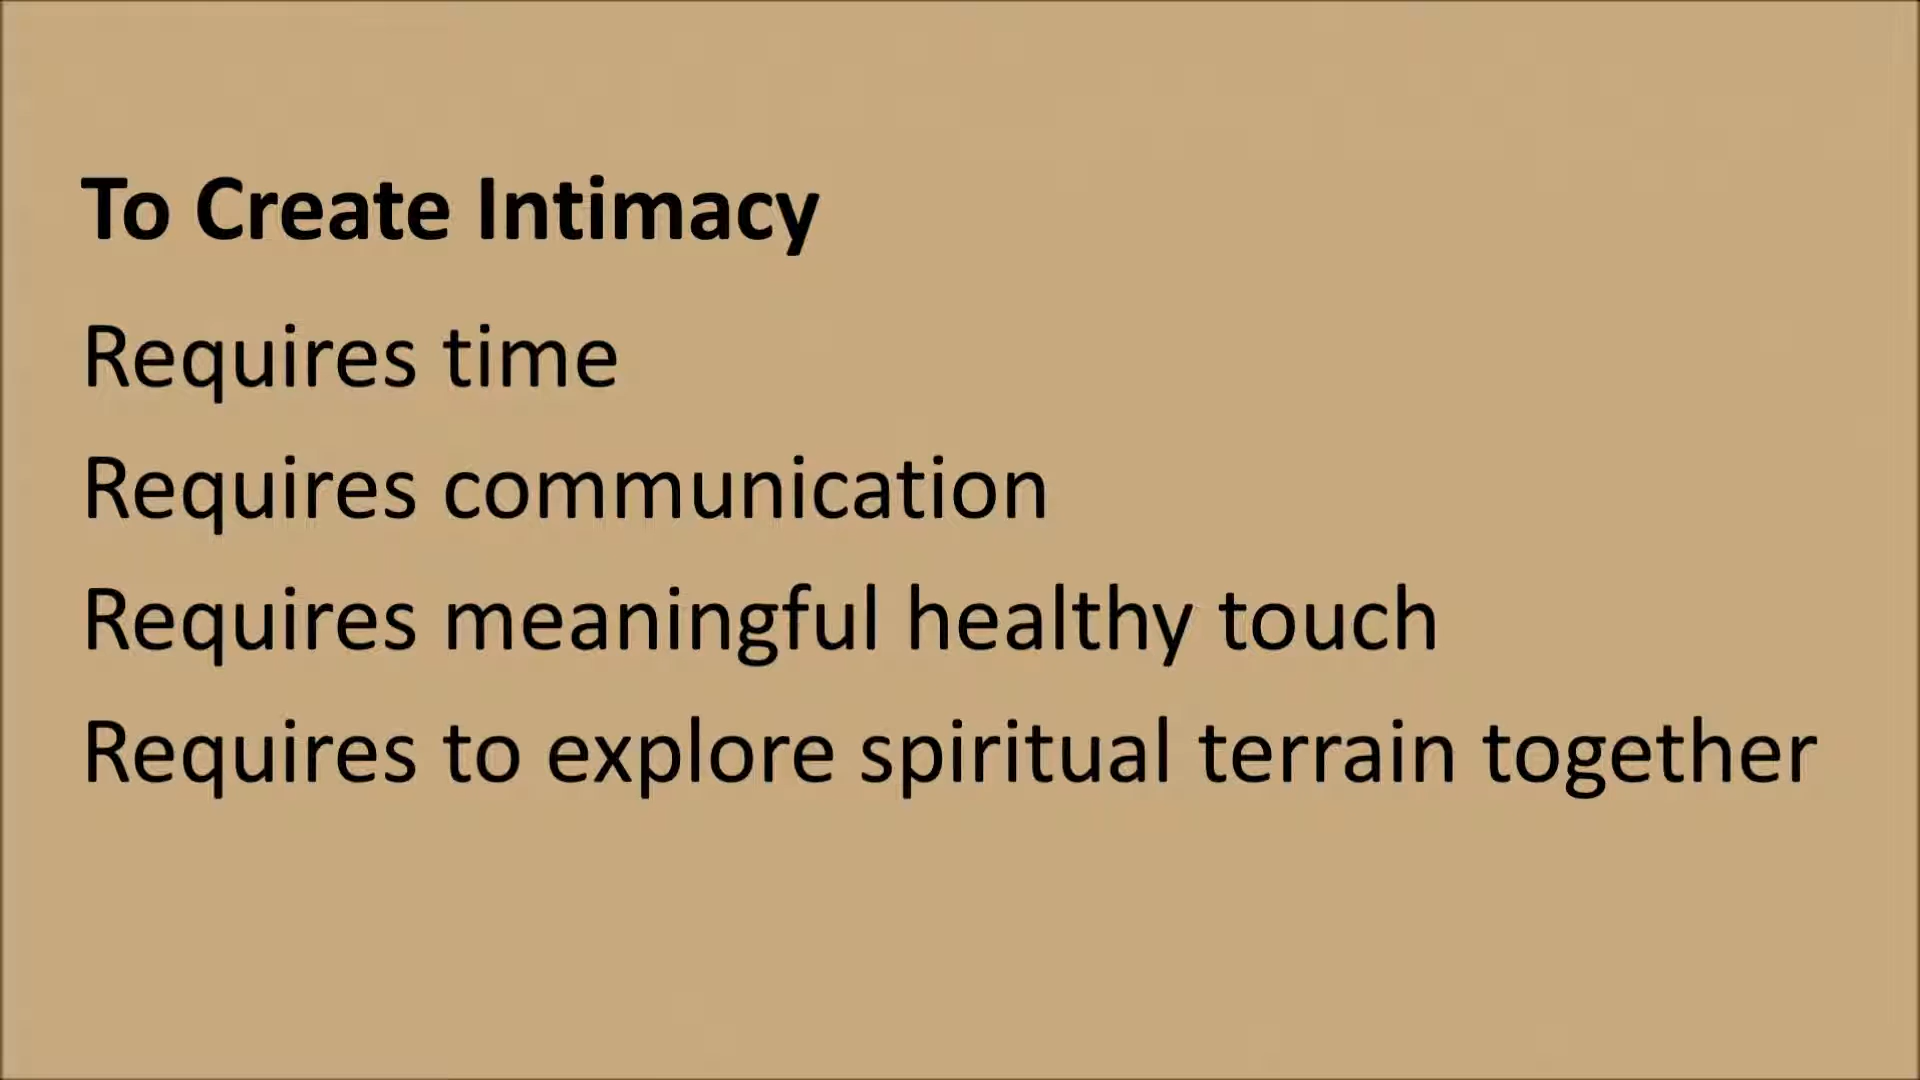 To Create Intimacy
Requires time
Requires communication
Requires meaningful healthy touch
Requires to explore spiritual terrain together